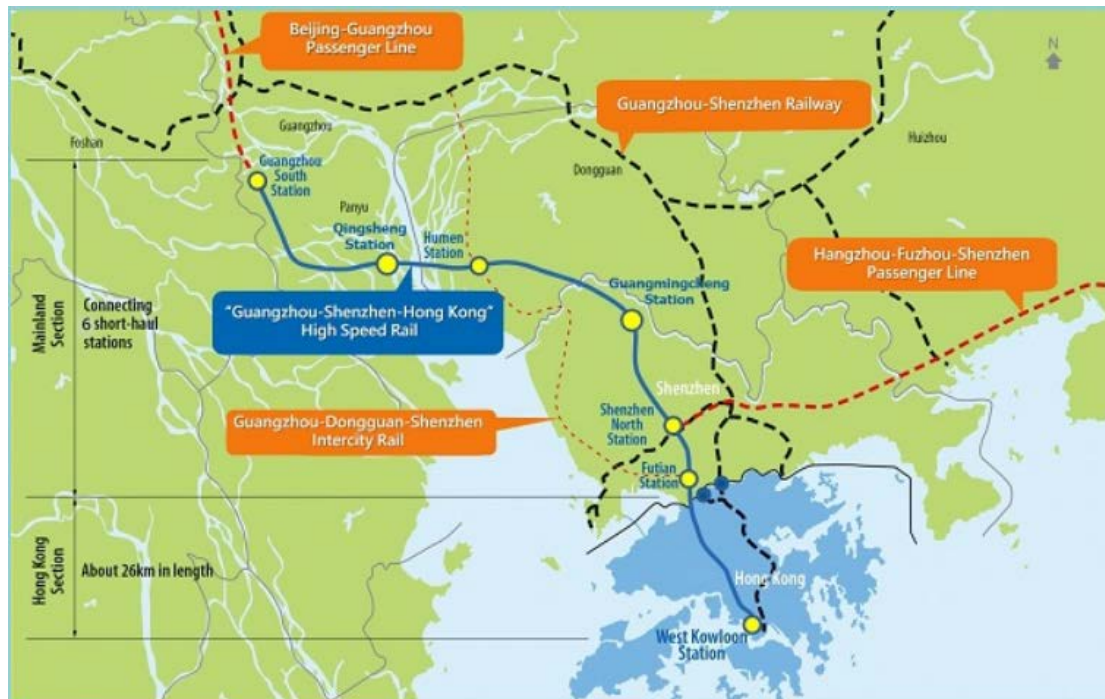 Beijing-Guangzhou
Passenger Line
N
Guangzhou-Shenzhen Railway
Foshan
Guangzhou
Huizhou
Dongguan
Guangzhou
South
Station
Panyu
Qingsheng
Station
Humen
Station
Hangzhou-Fuzhou-Shenzhen
Passenger Line
Guangmingcheng
Station
Mainland
Section
Connecting
6 short-haul
stations
"Guangzhou-Shenzhen-Hong Kong"
High Speed Rail
Shenzhen
Guangzhou-Dongguan-Shenzhen
Intercity Rail
Shenzhen
North
Station
Futian
Station
Hong Kong
Section
About 26km in length
Hong Kong
West Kowloon
Station